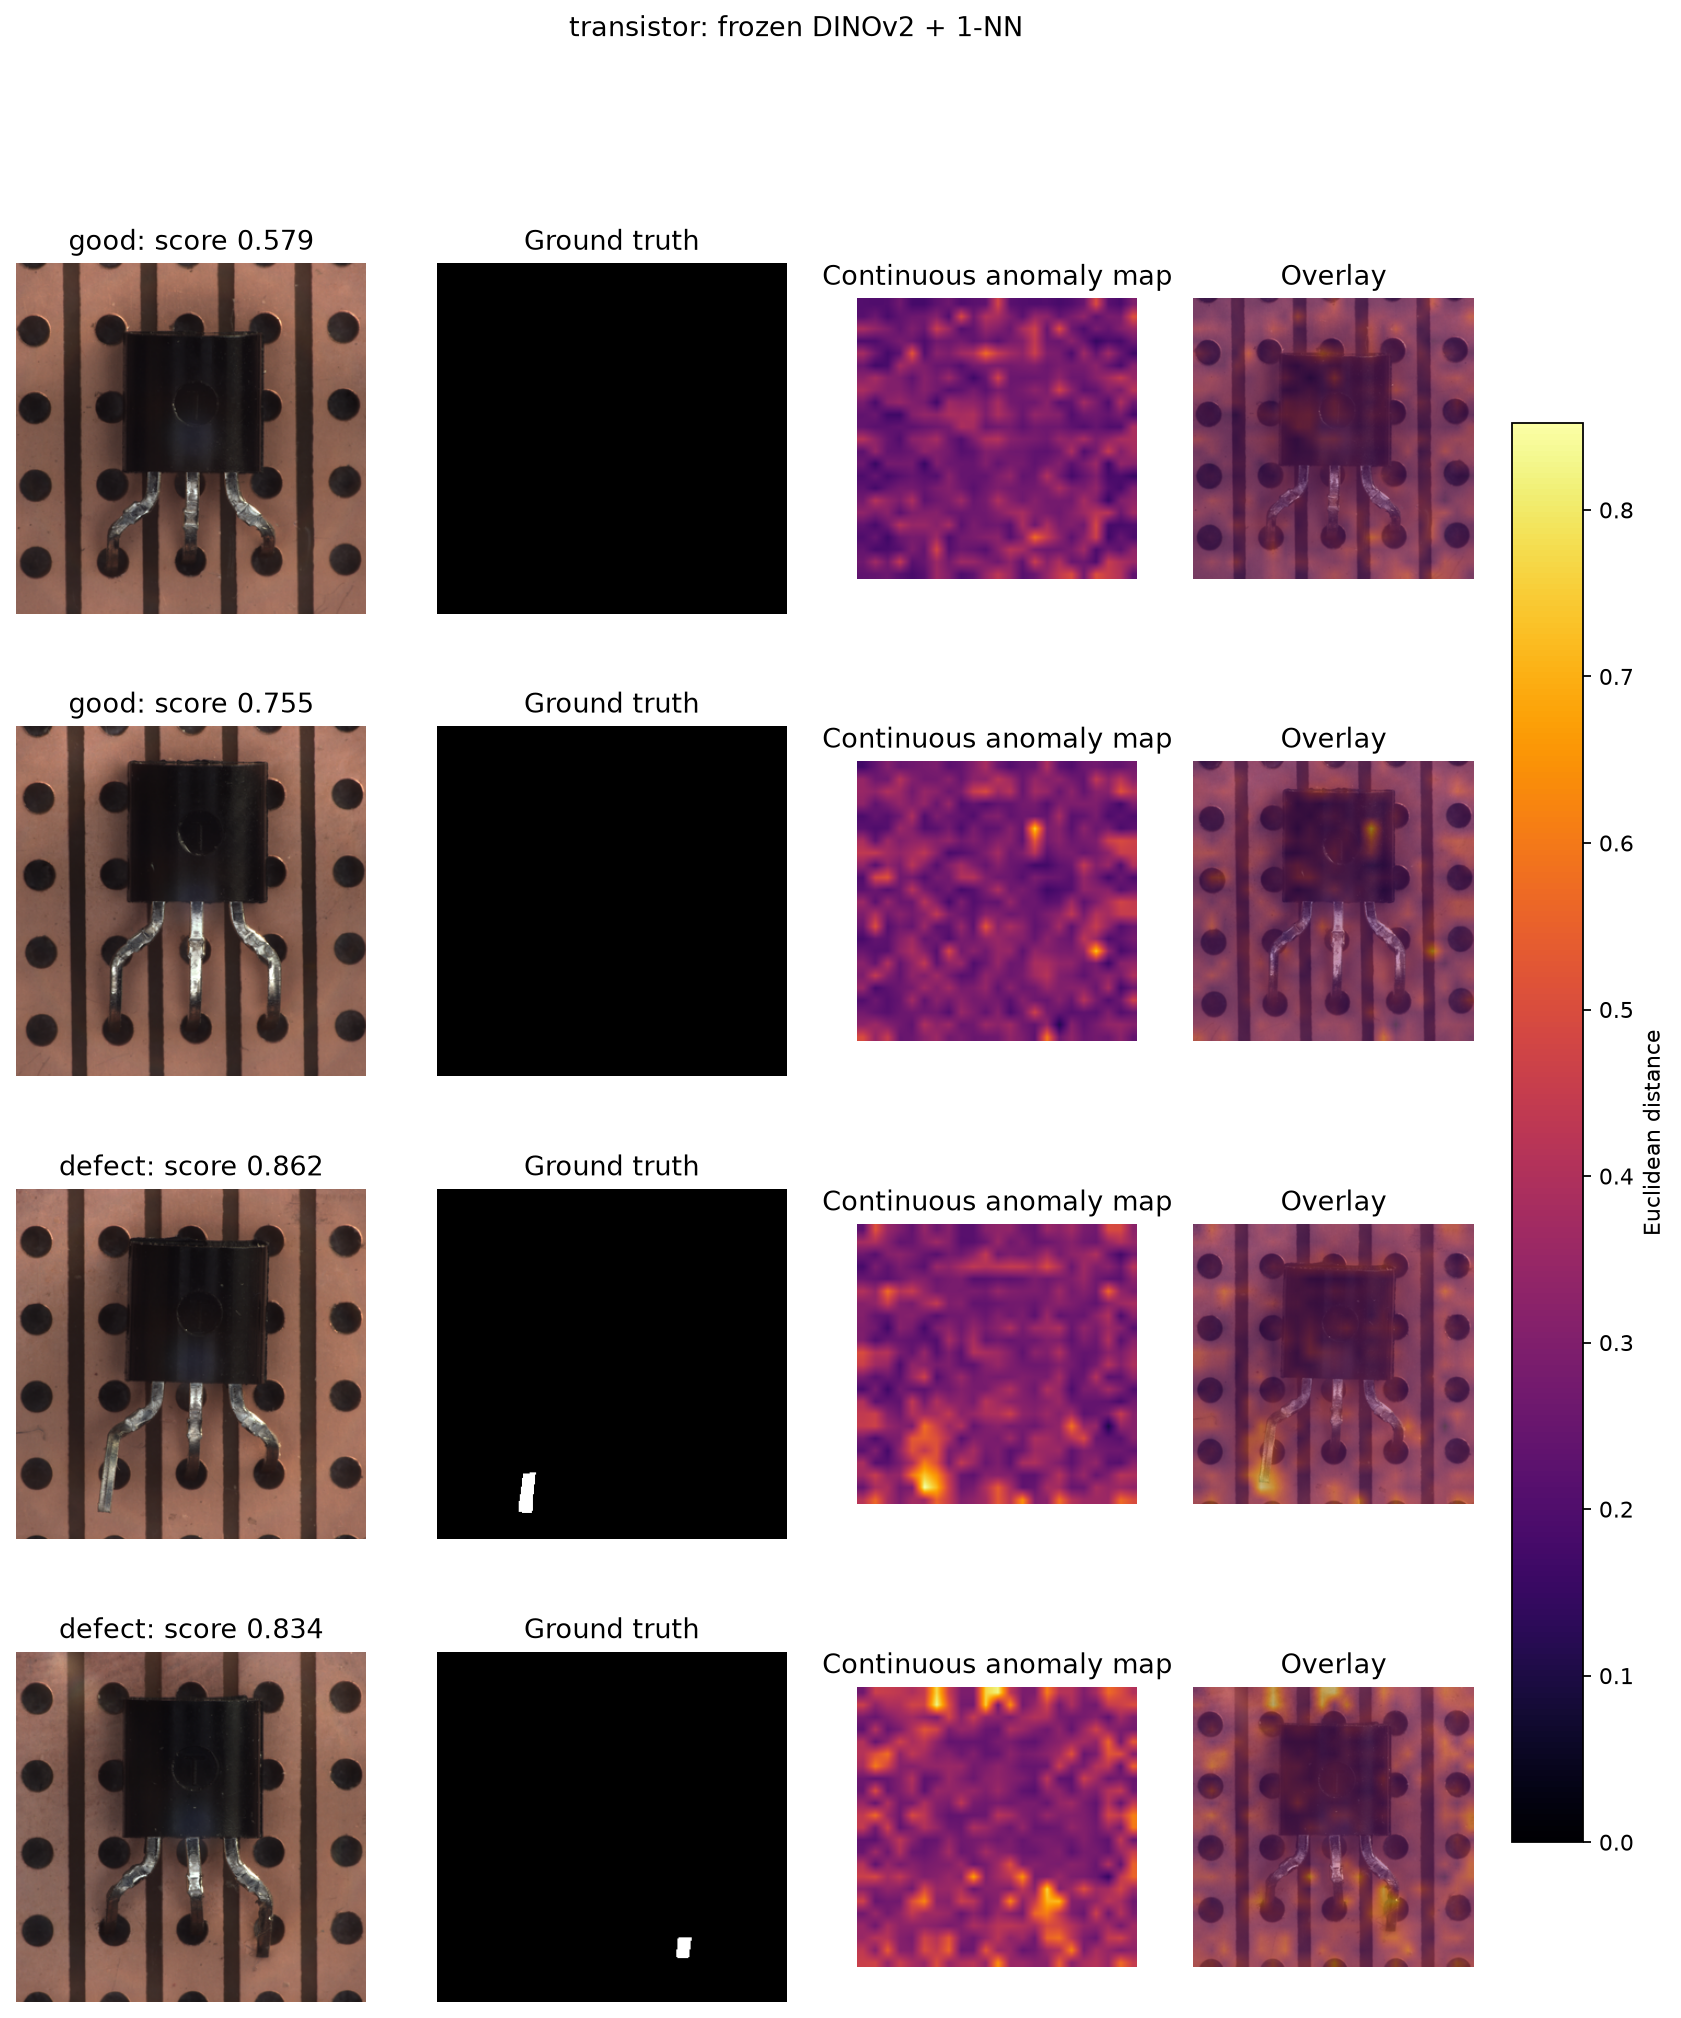 transistor: frozen DINOv2 + 1-NN
good: score 0.579
Ground truth
Continuous anomaly map
Overlay
good: score 0.755
Ground truth
Continuous anomaly map
Overlay
defect: score 0.862
Ground truth
Continuous anomaly map
Overlay
defect: score 0.834
Ground truth
Continuous anomaly map
Overlay
0.8
0.7
0.6
0.5
0.4
0.3
0.2
0.1
0.0
Euclidean distance